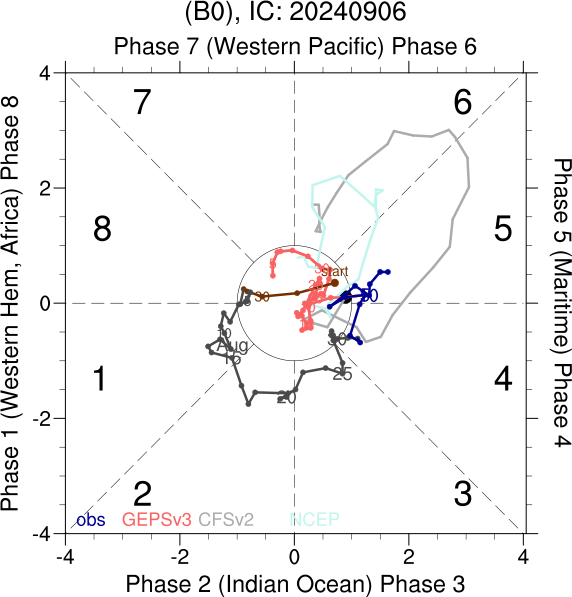 (B0), IC: 20240906
Phase 7 (Western Pacific) Phase 6
Phase 1 (Western Hem, Africa) Phase 8
Phase 5 (Maritime) Phase 4
4
2
0
-2
-4
7
6
8
5
1
4
2
3
start
30
Aug
15
20
25
obs GEPSv3 CFSv2 NCEP
-4 -2 0 2 4
Phase 2 (Indian Ocean) Phase 3